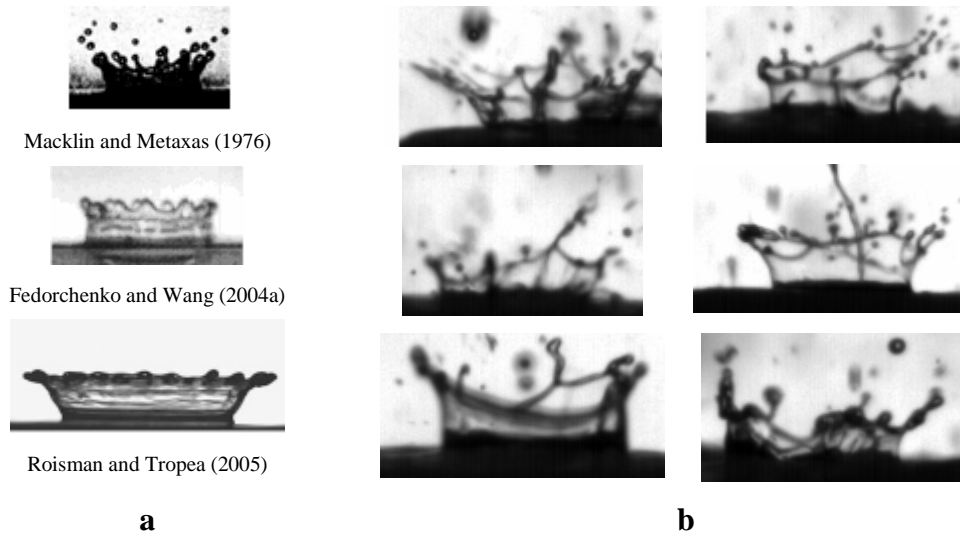 Macklin and Metaxas (1976)
Fedorchenko and Wang (2004a)
Roisman and Tropea (2005)
a
b